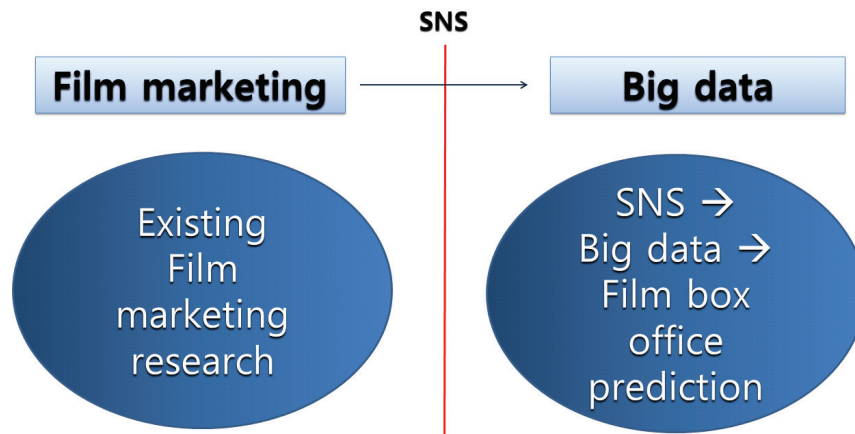 SNS
Film marketing
Big data
Existing
Film
marketing
research
SNS →
Big data →
Film box
office
prediction